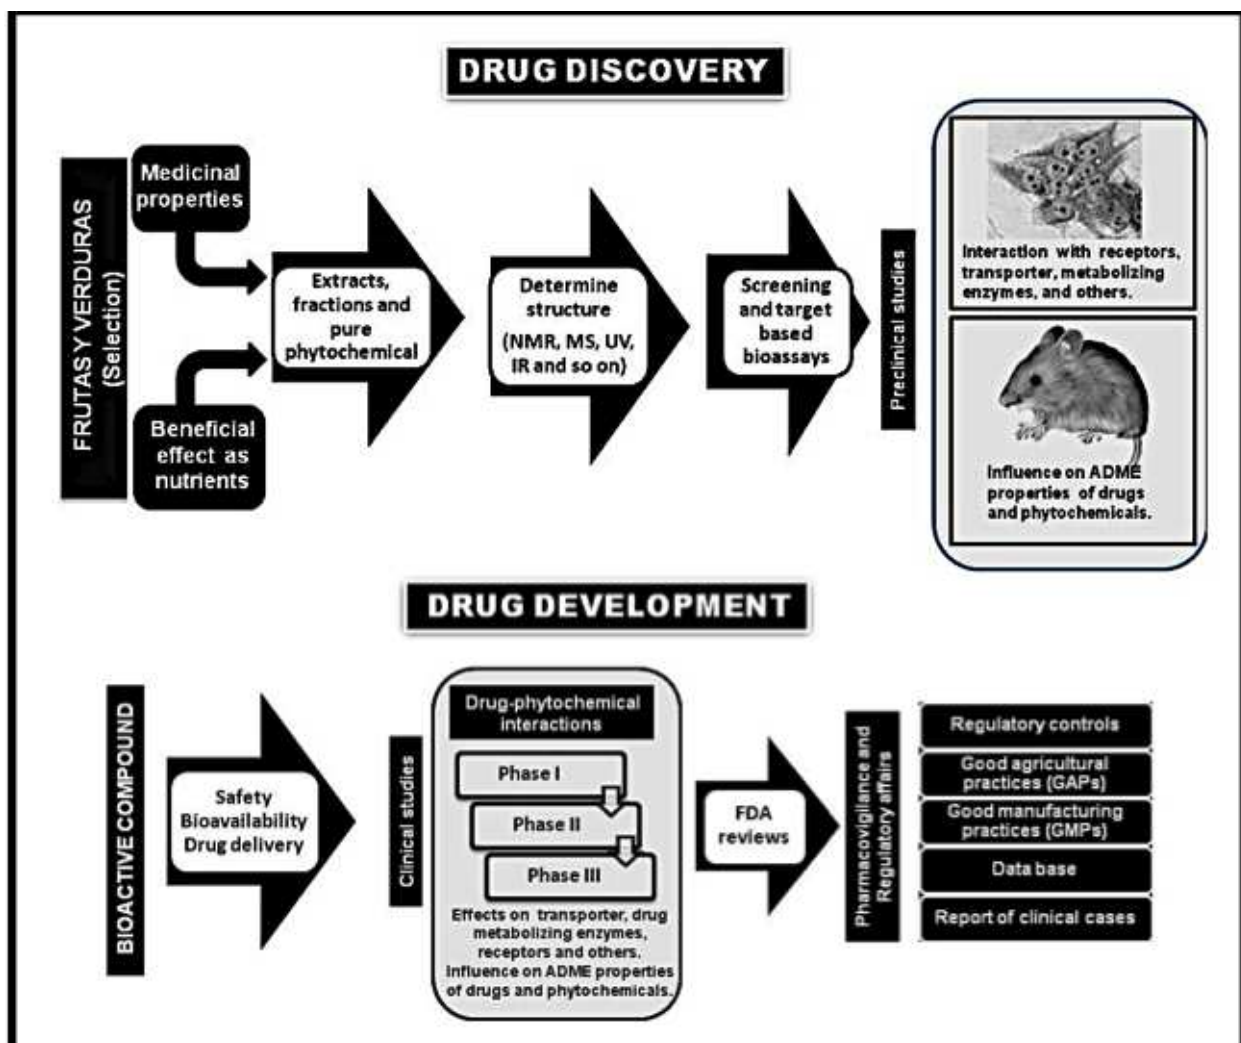 DRUG DISCOVERY
FRUTAS Y VERDURAS
(Selection)
Medicinal
properties
Beneficial
effect as
nutrients
Extracts,
fractions and
pure
phytochemical
Determine
structure
(NMR, MS, UV,
IR and so on)
Screening
and target
based
bioassays
Preclinical studies
Interaction with receptors,
transporter, metabolizing
enzymes, and others.
Influence on ADME
properties of drugs
and phytochemicals.
DRUG DEVELOPMENT
BIOACTIVE COMPOUND
Safety
Bioavailability
Drug delivery
Clinical studies
Drug-phytochemical
interactions
Phase I
Phase II
Phase III
Effects on transporter, drug
metabolizing enzymes,
receptors and others.
Influence on ADME properties
of drugs and phytochemicals.
FDA
reviews
Pharmacovigilance and
Regulatory affairs
Regulatory controls
Good agricultural
practices (GAPs)
Good manufacturing
practices (GMPs)
Data base
Report of clinical cases